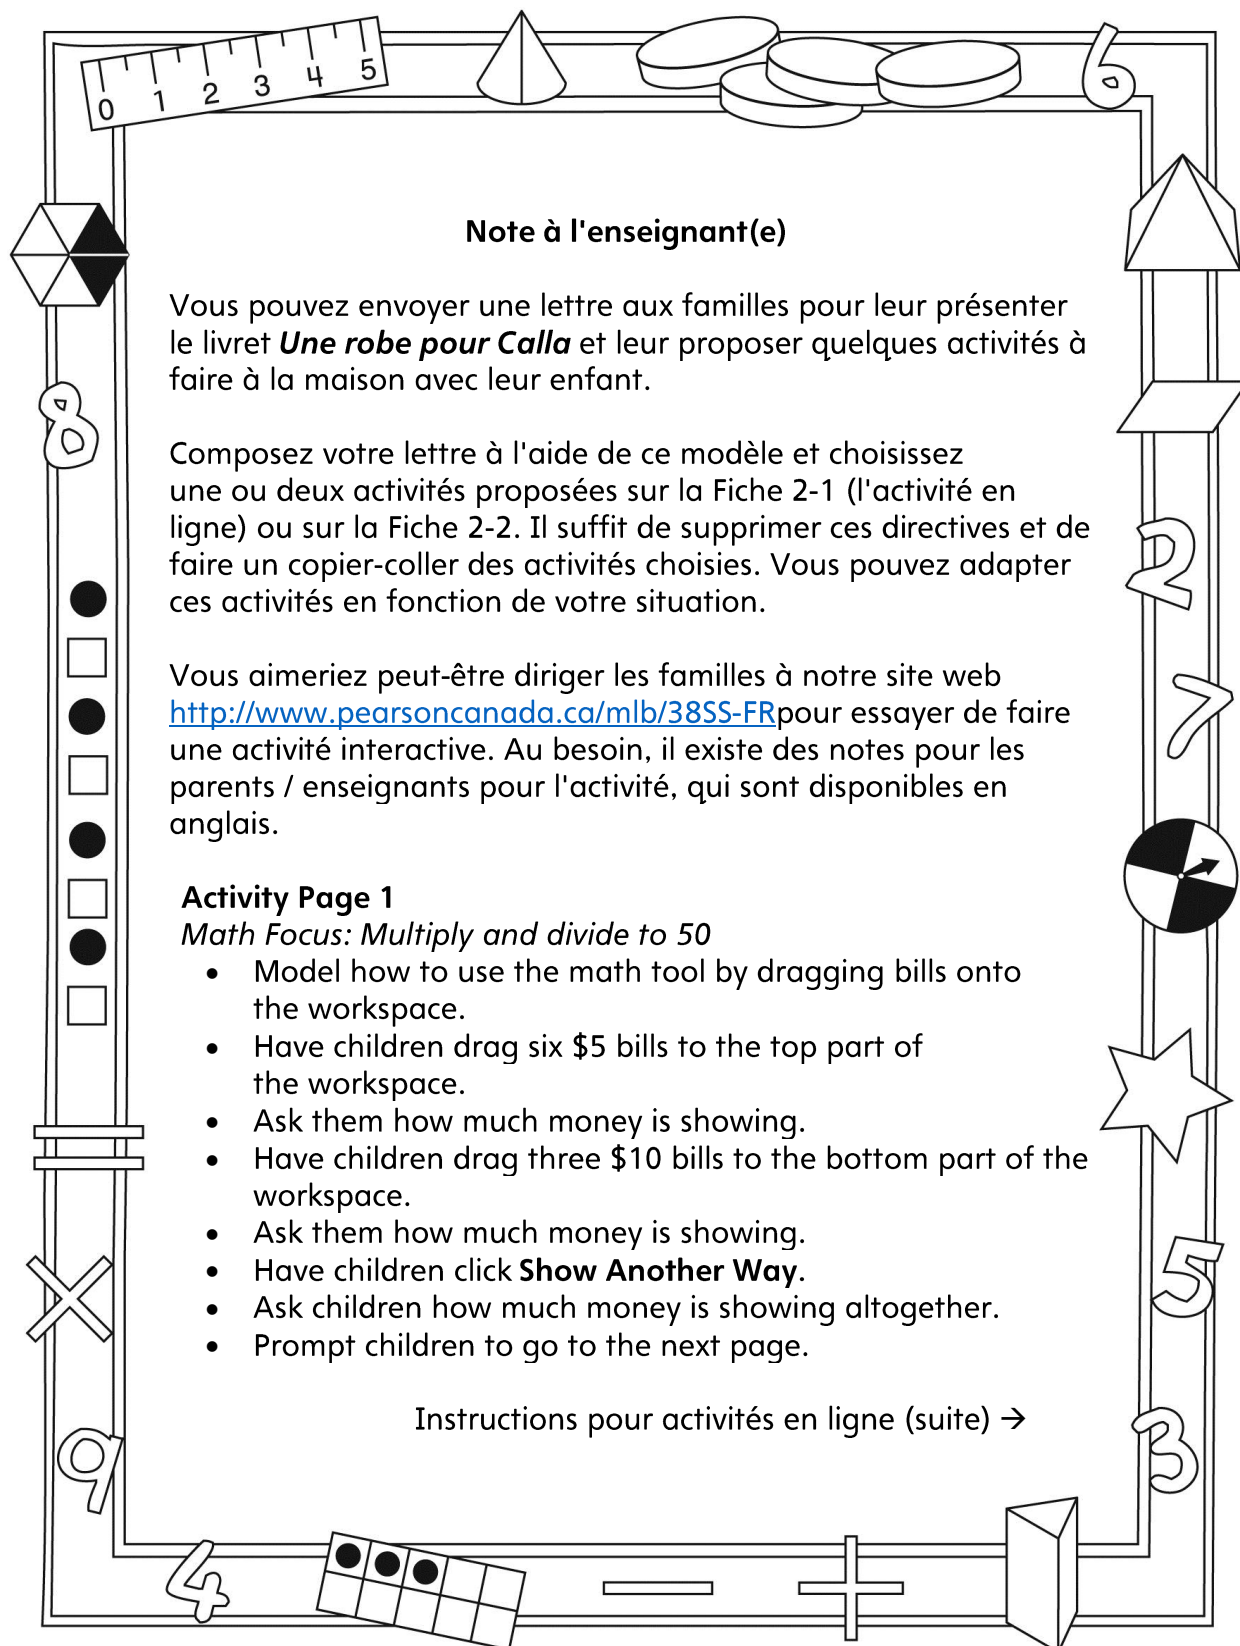 0 1 2 3 4 5
6
Note à l'enseignant(e)
Vous pouvez envoyer une lettre aux familles pour leur présenter
le livret Une robe pour Calla et leur proposer quelques activités à
faire à la maison avec leur enfant.
8
Composez votre lettre à l'aide de ce modèle et choisissez
une ou deux activités proposées sur la Fiche 2-1 (l'activité en
ligne) ou sur la Fiche 2-2. Il suffit de supprimer ces directives et de
faire un copier-coller des activités choisies. Vous pouvez adapter
ces activités en fonction de votre situation.
2
Vous aimeriez peut-être diriger les familles à notre site web
http://www.pearsoncanada.ca/mlb/38SS-FRpour essayer de faire
une activité interactive. Au besoin, il existe des notes pour les
parents / enseignants pour l'activité, qui sont disponibles en
anglais.
7
Activity Page 1
Math Focus: Multiply and divide to 50
• Model how to use the math tool by dragging bills onto
the workspace.
• Have children drag six $5 bills to the top part of
the workspace.
• Ask them how much money is showing.
• Have children drag three $10 bills to the bottom part of the
workspace.
• Ask them how much money is showing.
• Have children click Show Another Way.
• Ask children how much money is showing altogether.
• Prompt children to go to the next page.
=
×
5
Instructions pour activités en ligne (suite) →
3
9
4
− +